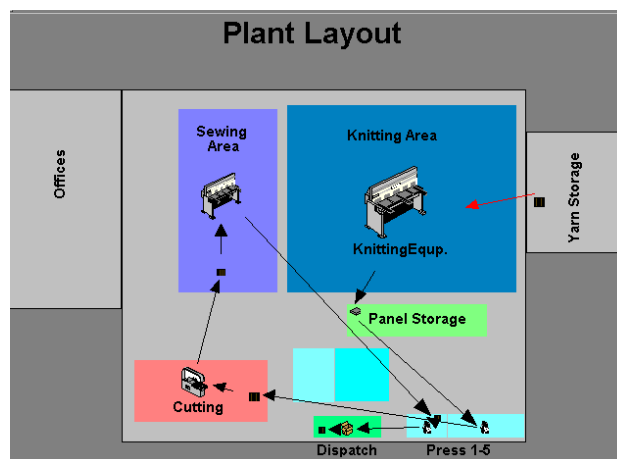 Plant Layout
Sewing
Area
Knitting Area
Offices
Yarn Storage
KnittingEqup.
Panel Storage
Cutting
Dispatch
Press 1-5